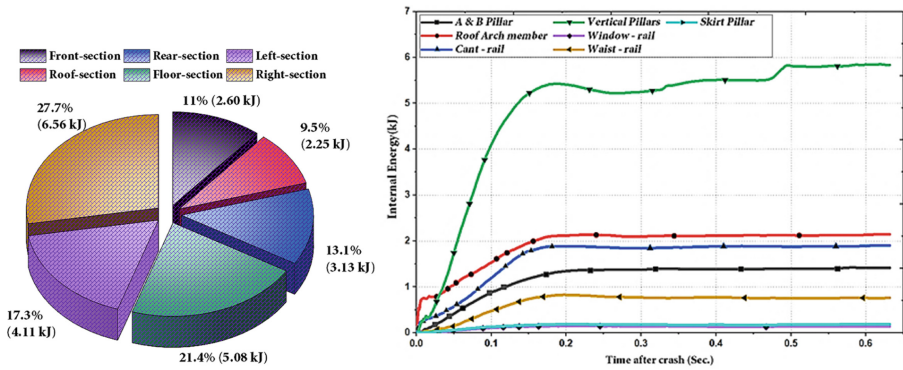 Front-section Rear-section Left-section
Roof-section Floor-section Right-section
27.7%
(6.56 kJ)
11% (2.60 kJ)
9.5%
(2.25 kJ)
13.1%
(3.13 kJ)
17.3%
(4.11 kJ)
21.4% (5.08 kJ)
A & B Pillar Vertical Pillars Skirt Pillar
Roof Arch member Window - rail
Cant - rail Waist - rail
Internal Energy(kJ)
7
6
5
4
3
2
1
0
0.0 0.1 0.2 0.3 0.4 0.5 0.6
Time after crash (Sec.)